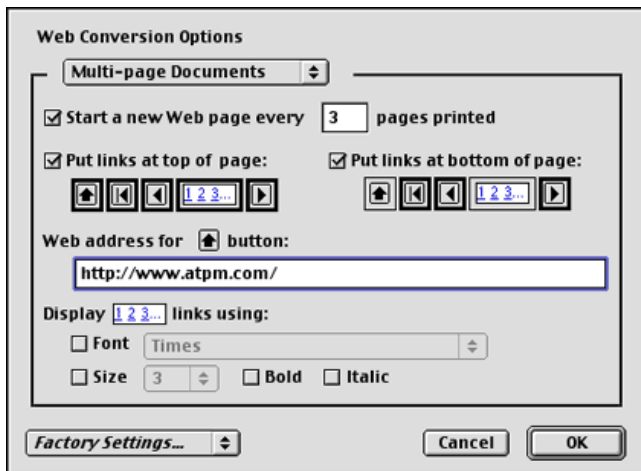 Web Conversion Options
Multi-page Documents
Start a new Web page every 3 pages printed
Put links at top of page: Put links at bottom of page:
1 2 3... 1 2 3...
Web address for button:
http://www.atpm.com/
Display 1 2 3... links using:
Font Times
Size 3 Bold Italic
Factory Settings... Cancel OK